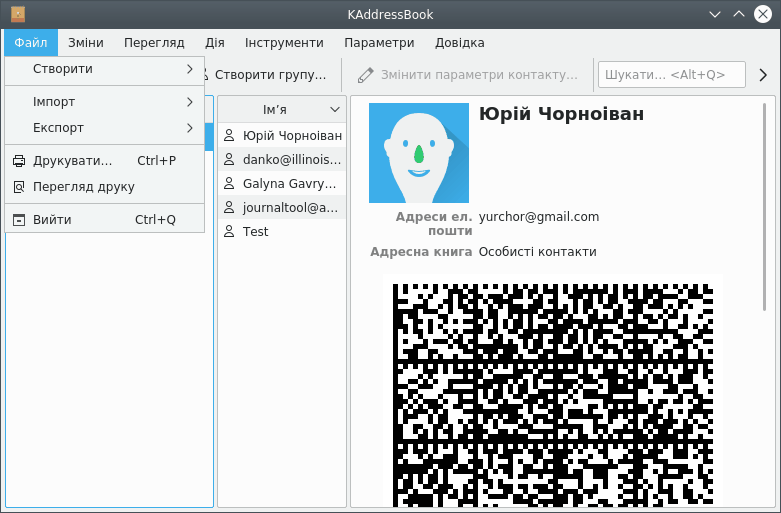 KAddressBook
Файл Зміни Перегляд Дія Інструменти Параметри Довідка
Створити групу… Змінити параметри контакту… Шукати… <Alt+Q>
Створити
Імпорт
Експорт
Друкувати… Ctrl+P
Перегляд друку
Вийти Ctrl+Q
Ім’я
Юрій Чорноіван
danko@illinois…
Galyna Gavry…
journaltool@a…
Test
Юрій Чорноіван
Адреси ел. пошти yurchor@gmail.com
Адресна книга Особисті контакти